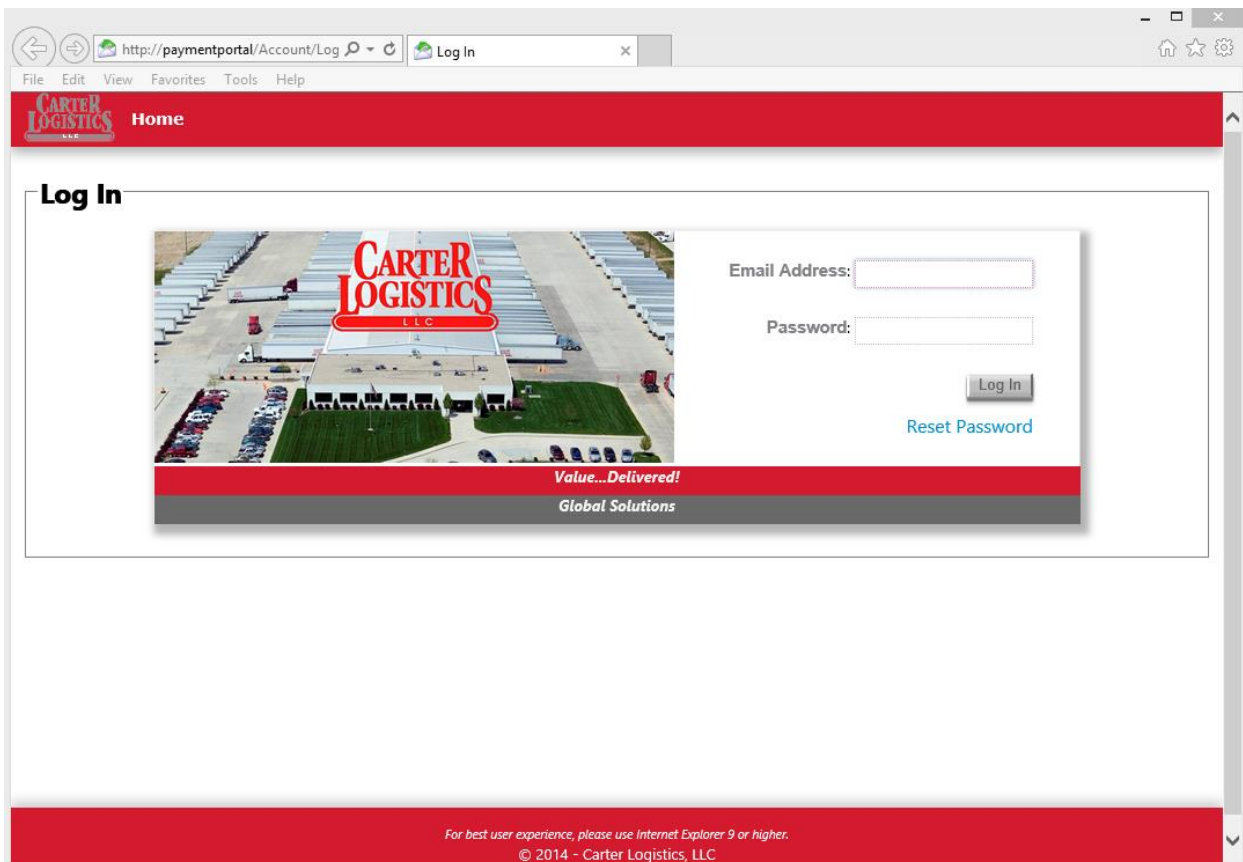 http://paymentportal/Account/Log
Log In
File Edit View Favorites Tools Help
CARTER LOGISTICS LLC
Home
Log In
CARTER
LOGISTICS
LLC
Email Address:
Password:
Log In
Reset Password
Value...Delivered!
Global Solutions
For best user experience, please use Internet Explorer 9 or higher.
© 2014 - Carter Logistics, LLC